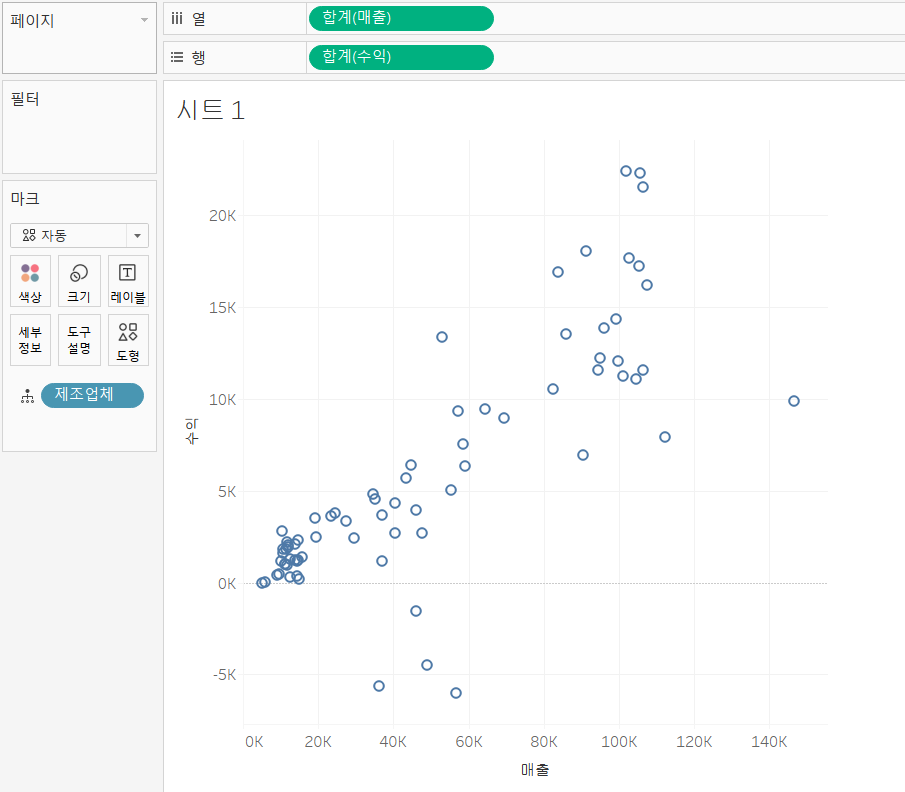 페이지
필터
마크
자동
색상
크기
레이블
세부
정보
도구
설명
도형
제조업체
열
합계(매출)
행
합계(수익)
시트 1
수익
20K
15K
10K
5K
0K
-5K
0K 20K 40K 60K 80K 100K 120K 140K
매출